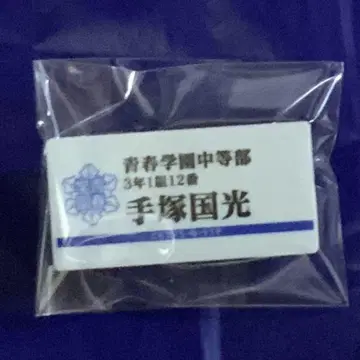 青春学園中等部
3年1組12番
手塚国光